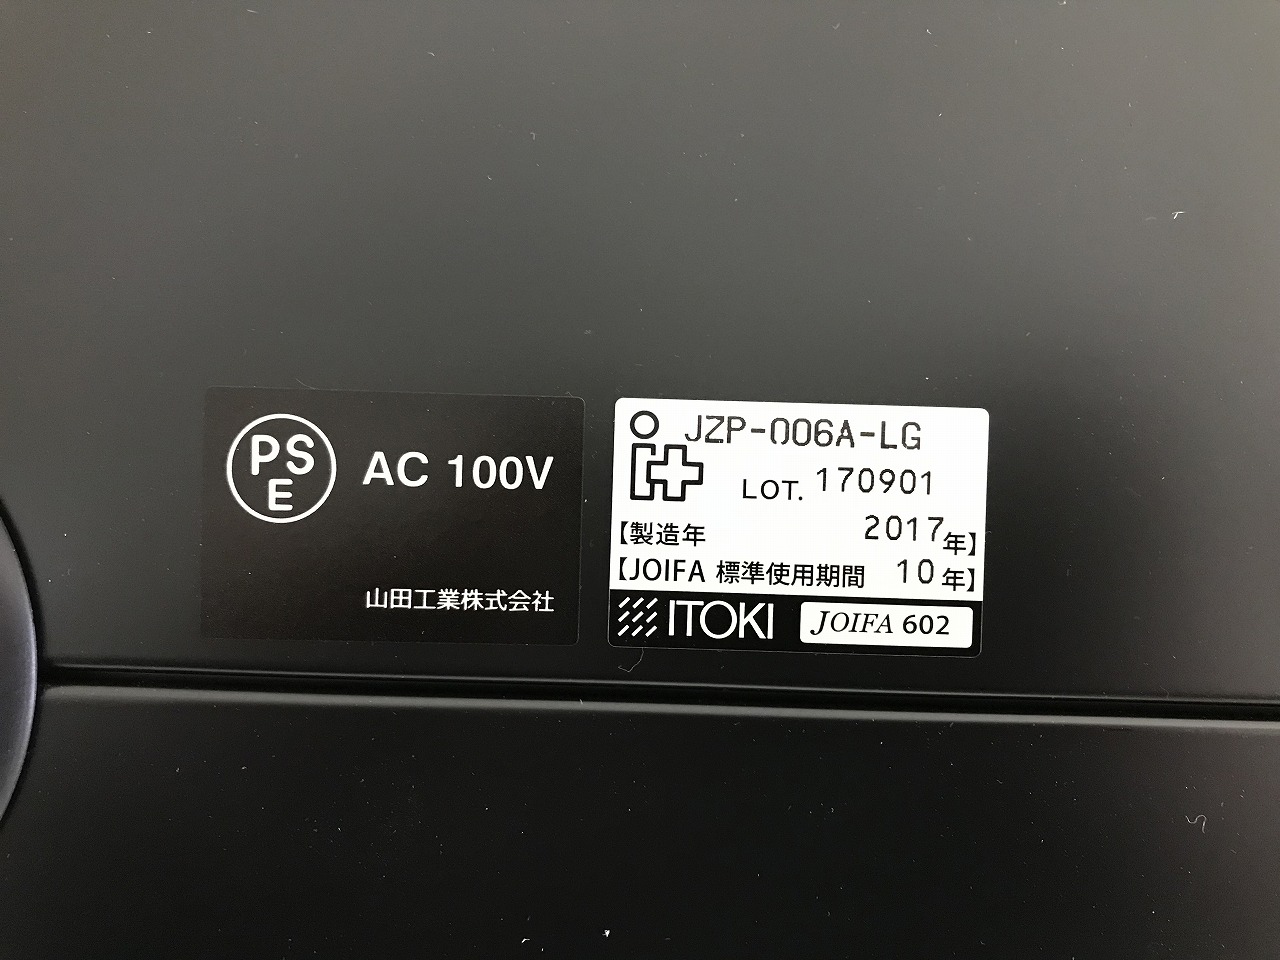 PS
E
AC 100V
山田工業株式会社
JZP-006A-LG
LOT. 170901
【製造年 2017年】
【JOIFA 標準使用期間 10年】
ITOKI JOIFA 602